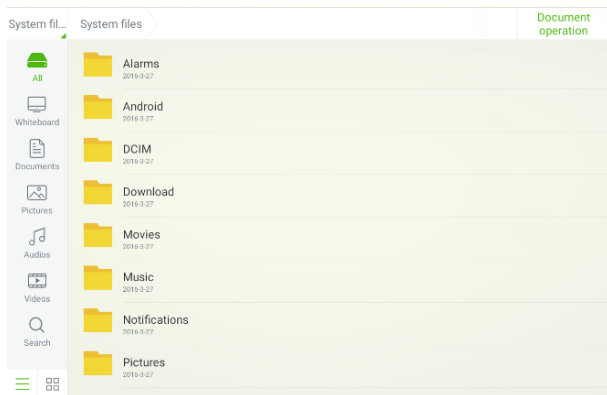 System fil...
System files
Document
operation
All
Whiteboard
Documents
Pictures
Audios
Videos
Search
Alarms
2016-3-27
Android
2016-3-27
DCIM
2016-3-27
Download
2016-3-27
Movies
2016-3-27
Music
2016-3-27
Notifications
2016-3-27
Pictures
2016-3-27